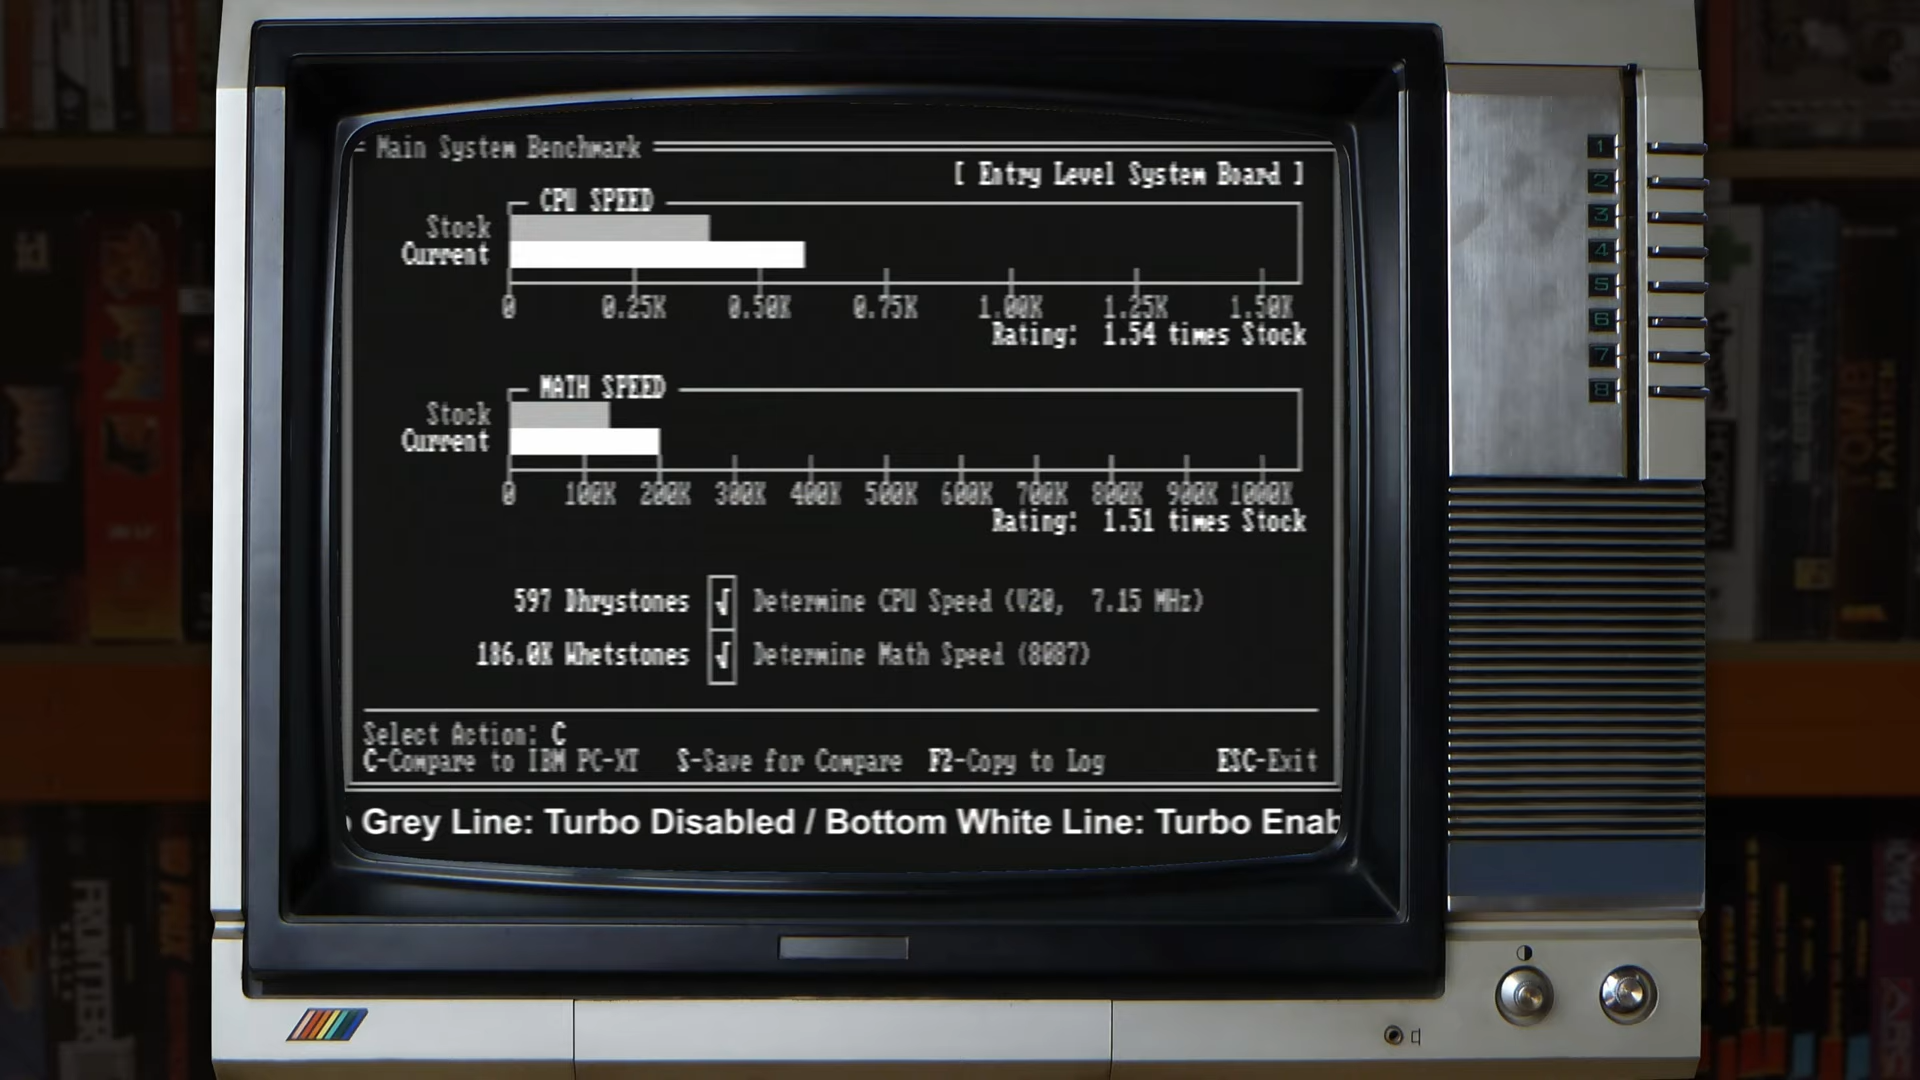 Main System Benchmark
[ Entry Level System Board ]
CPU SPEED
Stock
Current
0 0.25K 0.50K 0.75K 1.00K 1.25K 1.50K
Rating: 1.54 times Stock
MATH SPEED
Stock
Current
0 100K 200K 300K 400K 500K 600K 700K 800K 900K 1000K
Rating: 1.51 times Stock
597 Dhrystones √ Determine CPU Speed (V20, 7.15 MHz)
186.0K Whetstones √ Determine Math Speed (8087)
Select Action: C
C-Compare to IBM PC-XT S-Save for Compare F2-Copy to Log ESC-Exit
Grey Line: Turbo Disabled / Bottom White Line: Turbo Enab
1
2
3
4
5
6
7
8
TOMB
RAIDER